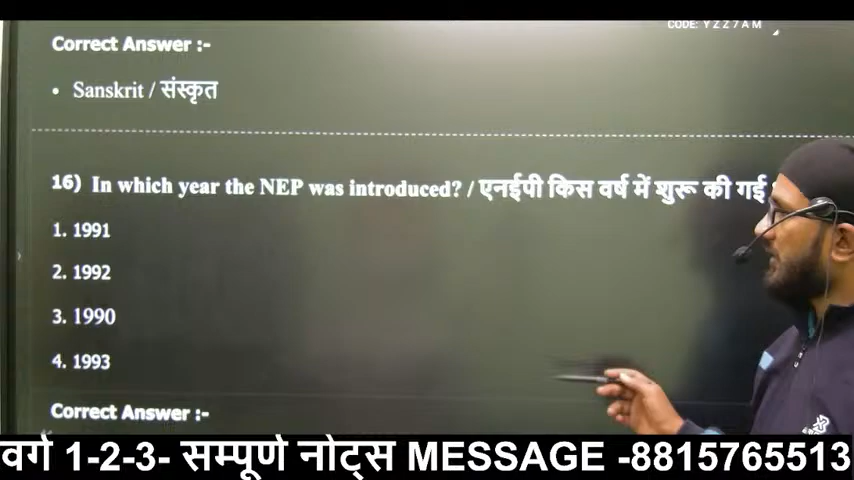 CODE: YZZ7AM
Correct Answer :-
• Sanskrit / संस्कृत
16) In which year the NEP was introduced? / एनईपी किस वर्ष में शुरू की गई
1. 1991
2. 1992
3. 1990
4. 1993
Correct Answer :-
वर्ग 1-2-3- सम्पूर्ण नोट्स MESSAGE -8815765513